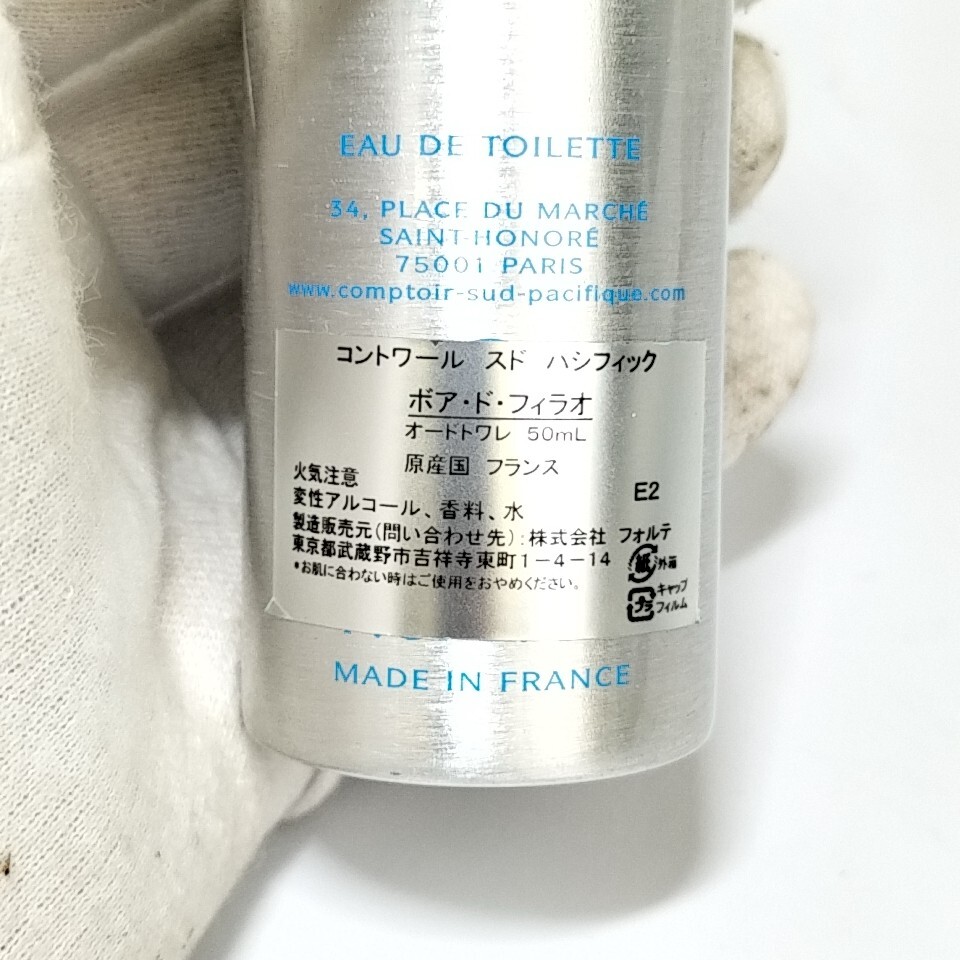 EAU DE TOILETTE
34, PLACE DU MARCHÉ
SAINT-HONORÉ
75001 PARIS
www.comptoir-sud-pacifique.com
コントワール スド ハシフィック
ボア・ド・フィラオ
オードトワレ 50mL
原産国 フランス
火気注意
E2
変性アルコール、香料、水
製造販売元(問い合わせ先):株式会社 フォルテ
東京都武蔵野市吉祥寺東町1-4-14
*お肌に合わない時はご使用をおやめください。
紙 外箱
プラ キャップ
フィルム
MADE IN FRANCE